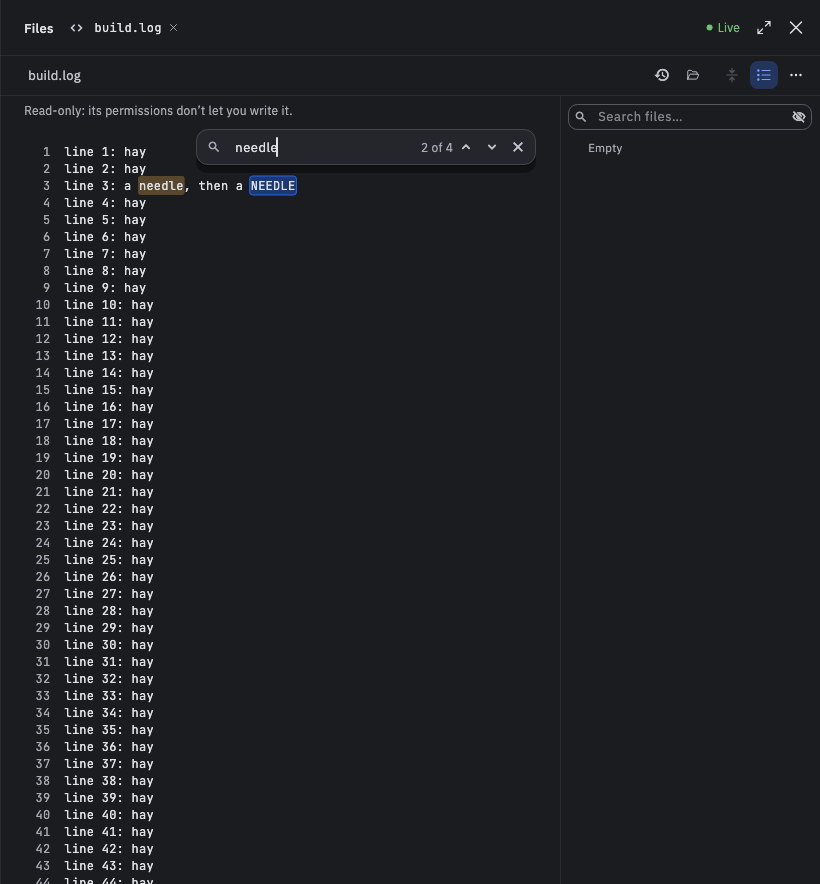 Files <> build.log ×
Live
build.log
Read-only: its permissions don’t let you write it.
Search files...
Empty
needle
2 of 4
1 line 1: hay
2 line 2: hay
3 line 3: a needle, then a NEEDLE
4 line 4: hay
5 line 5: hay
6 line 6: hay
7 line 7: hay
8 line 8: hay
9 line 9: hay
10 line 10: hay
11 line 11: hay
12 line 12: hay
13 line 13: hay
14 line 14: hay
15 line 15: hay
16 line 16: hay
17 line 17: hay
18 line 18: hay
19 line 19: hay
20 line 20: hay
21 line 21: hay
22 line 22: hay
23 line 23: hay
24 line 24: hay
25 line 25: hay
26 line 26: hay
27 line 27: hay
28 line 28: hay
29 line 29: hay
30 line 30: hay
31 line 31: hay
32 line 32: hay
33 line 33: hay
34 line 34: hay
35 line 35: hay
36 line 36: hay
37 line 37: hay
38 line 38: hay
39 line 39: hay
40 line 40: hay
41 line 41: hay
42 line 42: hay
43 line 43: hay
44 line 44: hay